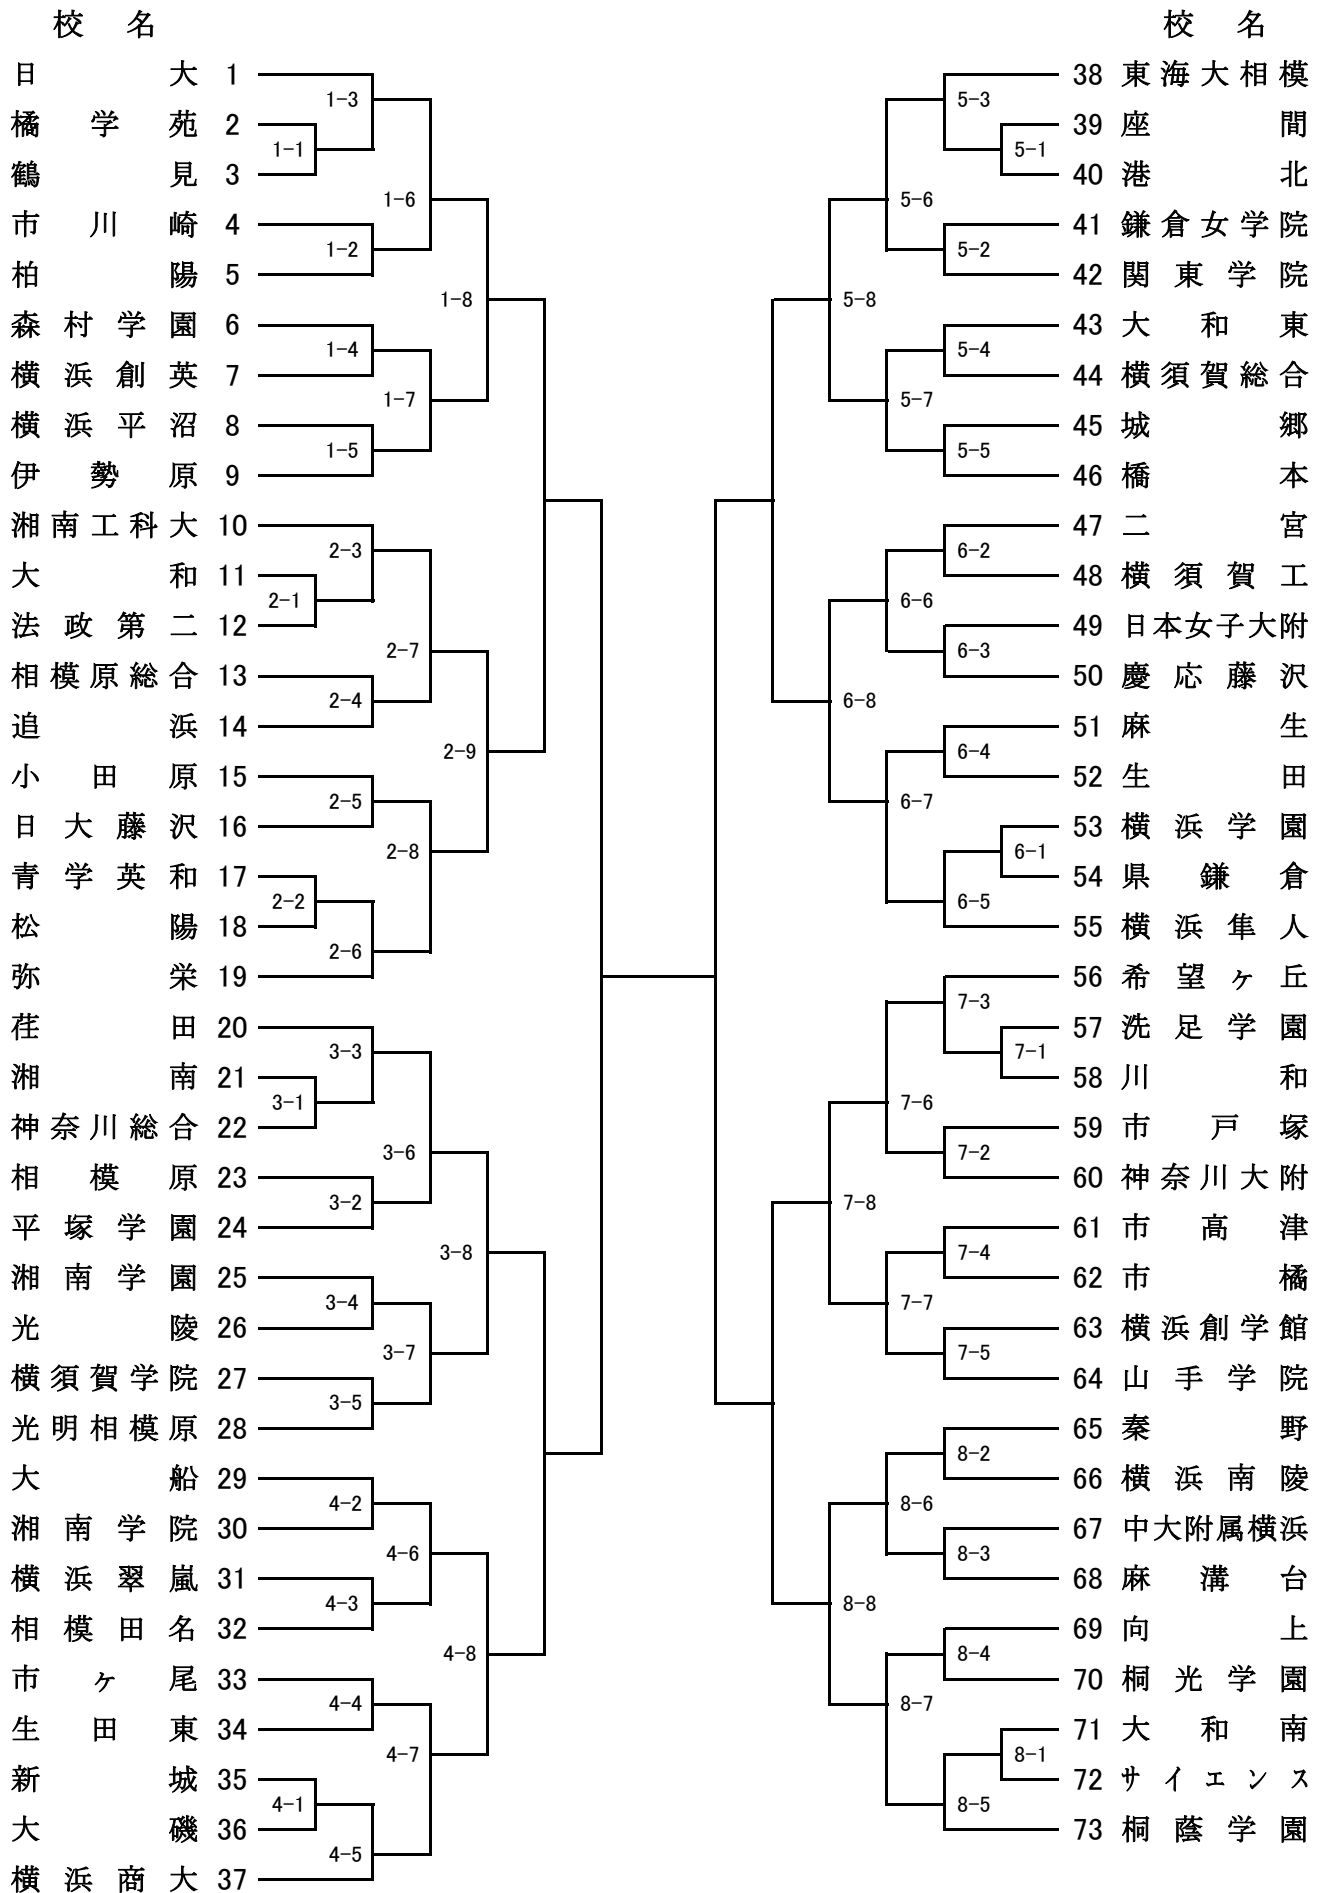 校 名
日大 1
橘学苑 2
鶴見 3
市川崎 4
柏陽 5
森村学園 6
横浜創英 7
横浜平沼 8
伊勢原 9
湘南工科大 10
大和 11
法政第二 12
相模原総合 13
追浜 14
小田原 15
日大藤沢 16
青学英和 17
松陽 18
弥栄 19
荏田 20
湘南 21
神奈川総合 22
相模原 23
平塚学園 24
湘南学園 25
光陵 26
横須賀学院 27
光明相模原 28
大船 29
湘南学院 30
横浜翠嵐 31
相模田名 32
市ヶ尾 33
生田東 34
新城 35
大磯 36
横浜商大 37
1-3
1-1
1-6
1-2
1-8
1-4
1-7
1-5
2-3
2-1
2-7
2-4
2-9
2-5
2-8
2-2
2-6
3-3
3-1
3-6
3-2
3-8
3-4
3-7
3-5
4-2
4-6
4-3
4-8
4-4
4-7
4-1
4-5
5-3
5-1
5-6
5-2
5-8
5-4
5-7
5-5
6-2
6-6
6-3
6-8
6-4
6-7
6-1
6-5
7-3
7-1
7-6
7-2
7-8
7-4
7-7
7-5
8-2
8-6
8-3
8-8
8-4
8-7
8-1
8-5
校 名
38 東海大相模
39 座間
40 港北
41 鎌倉女学院
42 関東学院
43 大和東
44 横須賀総合
45 城郷
46 橋本
47 二宮
48 横須賀工
49 日本女子大附
50 慶応藤沢
51 麻生
52 生田
53 横浜学園
54 県鎌倉
55 横浜隼人
56 希望ヶ丘
57 洗足学園
58 川和
59 市戸塚
60 神奈川大附
61 市高津
62 市橘
63 横浜創学館
64 山手学院
65 秦野
66 横浜南陵
67 中大附属横浜
68 麻溝台
69 向上
70 桐光学園
71 大和南
72 サイエンス
73 桐蔭学園